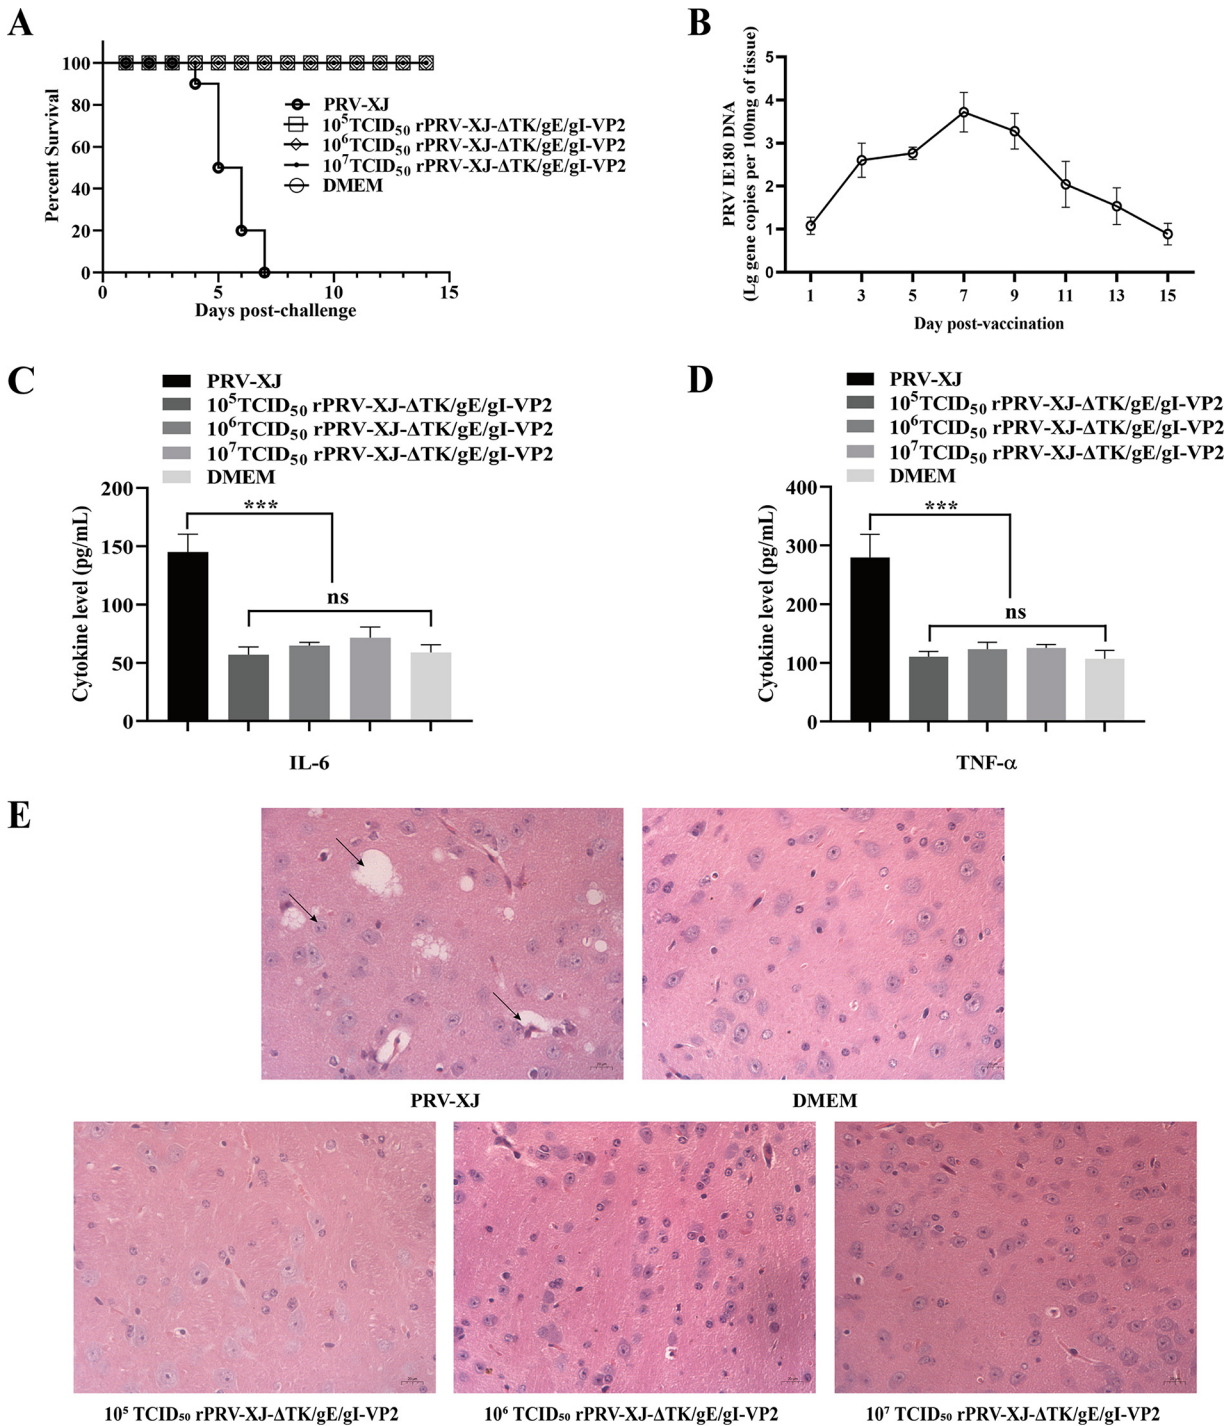 A
Percent Survival
100
80
60
40
20
0
0 5 10 15
Days post-challenge
PRV-XJ
10⁵TCID₅₀ rPRV-XJ-ΔTK/gE/gI-VP2
10⁶TCID₅₀ rPRV-XJ-ΔTK/gE/gI-VP2
10⁷TCID₅₀ rPRV-XJ-ΔTK/gE/gI-VP2
DMEM
B
PRV IE180 DNA
(Lg gene copies per 100mg of tissue)
5
4
3
2
1
0
1 3 5 7 9 11 13 15
Day post-vaccination
C
PRV-XJ
10⁵TCID₅₀ rPRV-XJ-ΔTK/gE/gI-VP2
10⁶TCID₅₀ rPRV-XJ-ΔTK/gE/gI-VP2
10⁷TCID₅₀ rPRV-XJ-ΔTK/gE/gI-VP2
DMEM
Cytokine level (pg/mL)
200
150
100
50
0
***
ns
IL-6
D
PRV-XJ
10⁵TCID₅₀ rPRV-XJ-ΔTK/gE/gI-VP2
10⁶TCID₅₀ rPRV-XJ-ΔTK/gE/gI-VP2
10⁷TCID₅₀ rPRV-XJ-ΔTK/gE/gI-VP2
DMEM
Cytokine level (pg/mL)
400
300
200
100
0
***
ns
TNF-α
E
PRV-XJ
DMEM
10⁵ TCID₅₀ rPRV-XJ-ΔTK/gE/gI-VP2
10⁶ TCID₅₀ rPRV-XJ-ΔTK/gE/gI-VP2
10⁷ TCID₅₀ rPRV-XJ-ΔTK/gE/gI-VP2